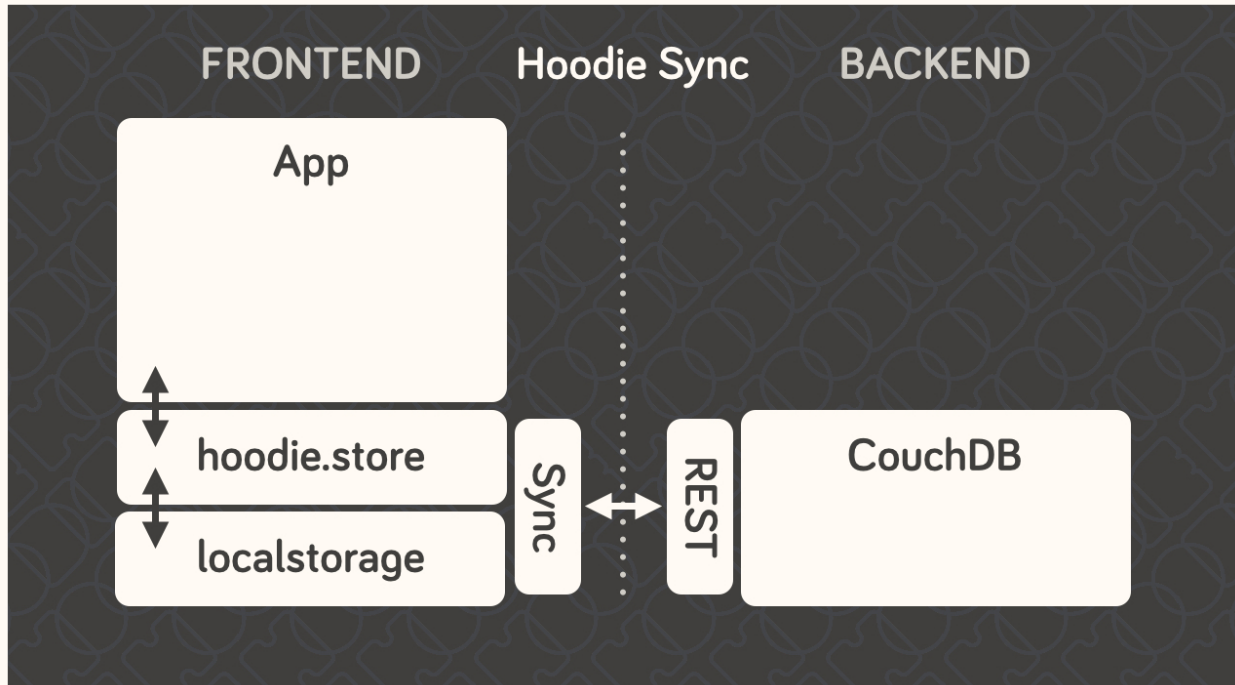 FRONTEND
Hoodie Sync
BACKEND
App
hoodie.store
localstorage
Sync
REST
CouchDB